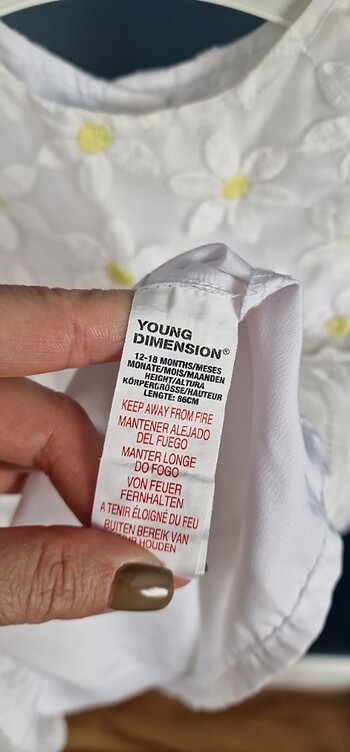 YOUNG
DIMENSION®
12-18 MONTHS/MESES
MONATE/MOIS/MAANDEN
HEIGHT/ALTURA
KÖRPERGRÖSSE/HAUTEUR
LENGTE: 86CM
KEEP AWAY FROM FIRE
MANTENER ALEJADO
DEL FUEGO
MANTER LONGE
DO FOGO
VON FEUER
FERNHALTEN
A TENIR ÉLOIGNÉ DU FEU
BUITEN BEREIK VAN
HOUDEN